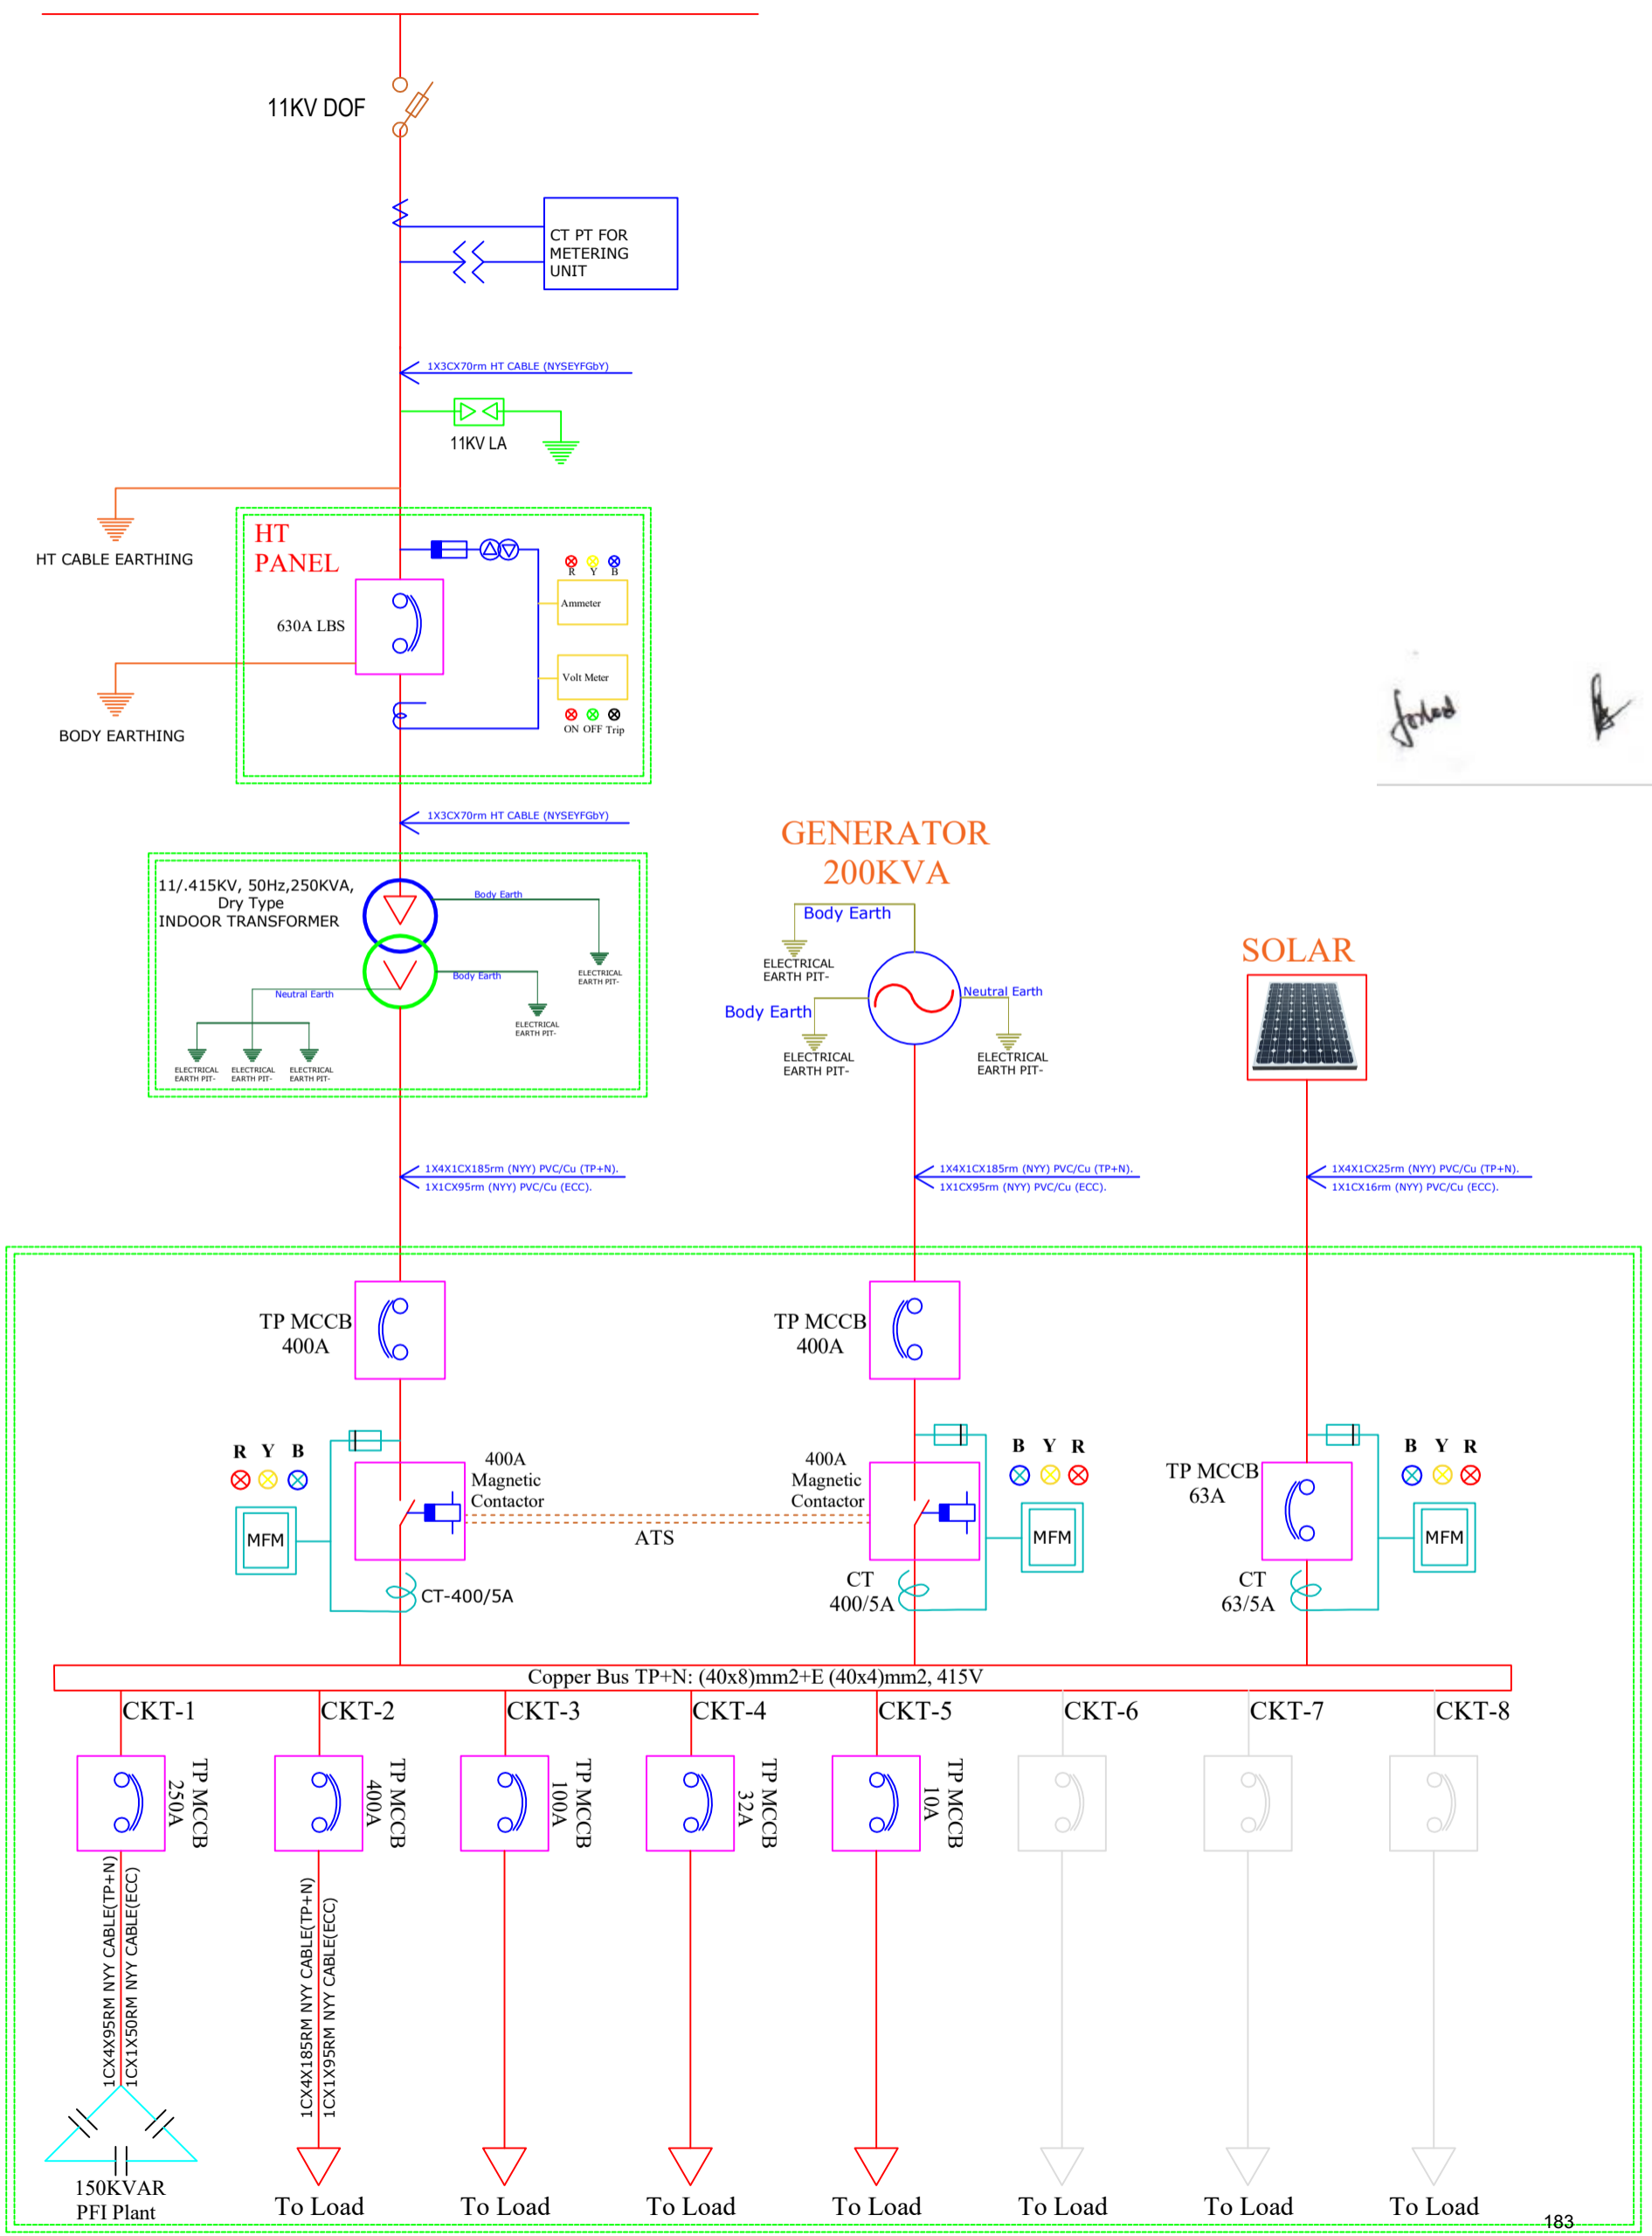 11KV DOF
CT PT FOR
METERING
UNIT
1X3CX70rm HT CABLE (NYSEYFGbY)
11KV LA
HT CABLE EARTHING
HT
PANEL
R Y B
Ammeter
630A LBS
Volt Meter
ON OFF Trip
BODY EARTHING
1X3CX70rm HT CABLE (NYSEYFGbY)
11/.415KV, 50Hz,250KVA,
Dry Type
INDOOR TRANSFORMER
Body Earth
ELECTRICAL
EARTH PIT-
Body Earth
ELECTRICAL
EARTH PIT-
Neutral Earth
ELECTRICAL
EARTH PIT-
ELECTRICAL
EARTH PIT-
ELECTRICAL
EARTH PIT-
GENERATOR
200KVA
Body Earth
ELECTRICAL
EARTH PIT-
Body Earth
ELECTRICAL
EARTH PIT-
Neutral Earth
ELECTRICAL
EARTH PIT-
SOLAR
1X4X1CX185rm (NYY) PVC/Cu (TP+N).
1X1CX95rm (NYY) PVC/Cu (ECC).
1X4X1CX185rm (NYY) PVC/Cu (TP+N).
1X1CX95rm (NYY) PVC/Cu (ECC).
1X4X1CX25rm (NYY) PVC/Cu (TP+N).
1X1CX16rm (NYY) PVC/Cu (ECC).
TP MCCB
400A
TP MCCB
400A
R Y B
MFM
400A
Magnetic
Contactor
CT-400/5A
ATS
400A
Magnetic
Contactor
CT
400/5A
B Y R
MFM
TP MCCB
63A
CT
63/5A
B Y R
MFM
Copper Bus TP+N: (40x8)mm2+E (40x4)mm2, 415V
CKT-1
CKT-2
CKT-3
CKT-4
CKT-5
CKT-6
CKT-7
CKT-8
TP MCCB
250A
TP MCCB
400A
TP MCCB
100A
TP MCCB
32A
TP MCCB
10A
1CX4X95RM NYY CABLE(TP+N)
1CX1X50RM NYY CABLE(ECC)
1CX4X185RM NYY CABLE(TP+N)
1CX1X95RM NYY CABLE(ECC)
150KVAR
PFI Plant
To Load
To Load
To Load
To Load
To Load
To Load
To Load
183